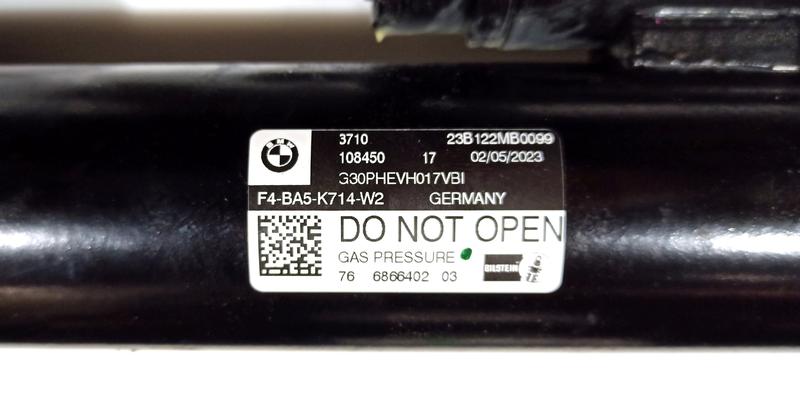 BMW
3710 23B122MB0099
108450 17 02/05/2023
G30PHEVH017VBI
F4-BA5-K714-W2 GERMANY
DO NOT OPEN
GAS PRESSURE
76 6866402 03
BILSTEIN